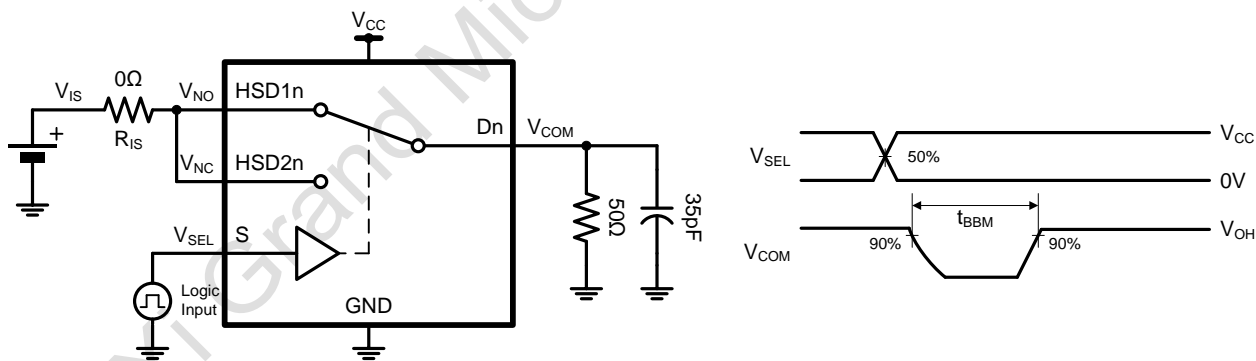 V_CC
0Ω
V_IS
R_IS
V_NO
V_NC
HSD1n
HSD2n
Dn
V_COM
50Ω
35pF
V_SEL
S
Logic
Input
GND
V_SEL
50%
V_CC
0V
t_BBM
V_COM
90%
90%
V_OH
Grand